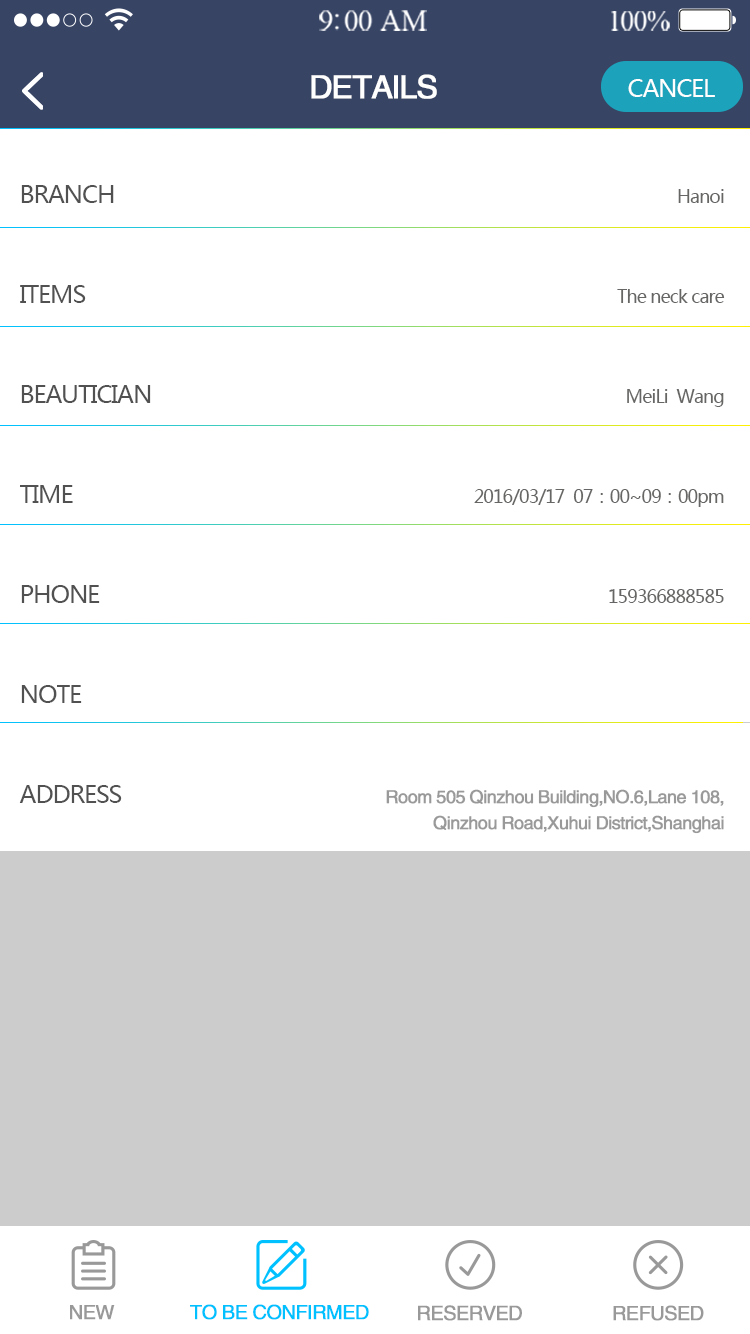 9:00 AM 100%
DETAILS CANCEL
BRANCH Hanoi
ITEMS The neck care
BEAUTICIAN MeiLi Wang
TIME 2016/03/17 07 : 00~09 : 00pm
PHONE 159366888585
NOTE
ADDRESS Room 505 Qinzhou Building,NO.6,Lane 108,
Qinzhou Road,Xuhui District,Shanghai
NEW TO BE CONFIRMED RESERVED REFUSED